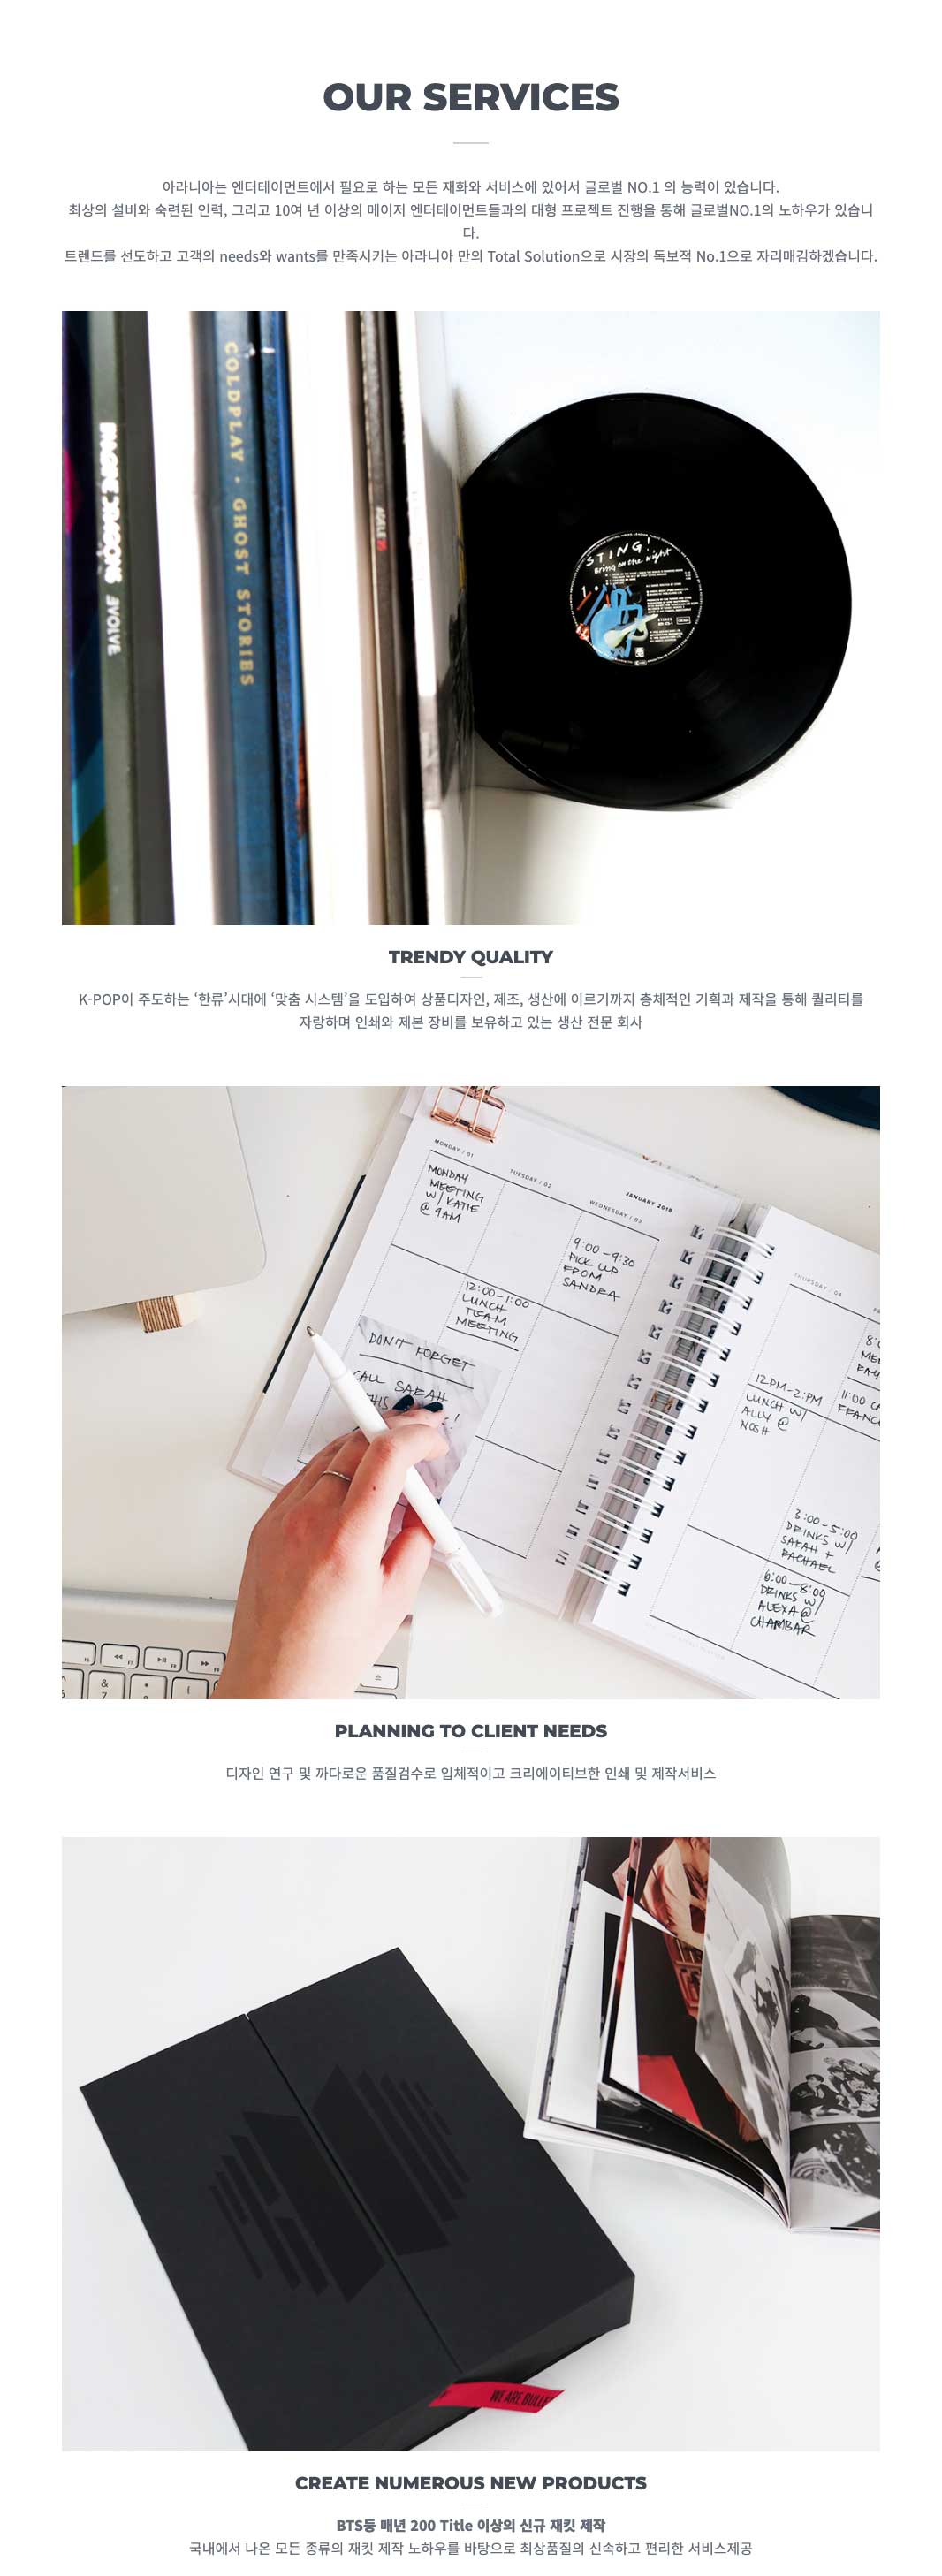 OUR SERVICES
아라니아는 엔터테이먼트에서 필요로 하는 모든 재화와 서비스에 있어서 글로벌 NO.1 의 능력이 있습니다.
최상의 설비와 숙련된 인력, 그리고 10여 년 이상의 메이저 엔터테이먼트들과의 대형 프로젝트 진행을 통해 글로벌NO.1의 노하우가 있습니
다.
트렌드를 선도하고 고객의 needs와 wants를 만족시키는 아라니아 만의 Total Solution으로 시장의 독보적 No.1으로 자리매김하겠습니다.
IMAGINE DRAGONS EVOLVE
COLDPLAY · GHOST STORIES
ADELE 25
STING!
Bring on the Night
STEREO
TRENDY QUALITY
K-POP이 주도하는 ‘한류’시대에 ‘맞춤 시스템’을 도입하여 상품디자인, 제조, 생산에 이르기까지 총체적인 기획과 제작을 통해 퀄리티를
자랑하며 인쇄와 제본 장비를 보유하고 있는 생산 전문 회사
JANUARY 2018
MONDAY / 01
TUESDAY / 02
WEDNESDAY / 03
THURSDAY / 04
MONDAY
MEETING
W/ KATIE
@ 9AM
9:00-9:30
PICK UP
FROM
SANDRA
12:00-1:00
LUNCH
TEAM
MEETING
DON'T FORGET
CALL SARAH
12PM-2:PM
LUNCH W/
ALLY @
NOSH
3:00-5:00
DRINKS W/
SARAH +
RACHAEL
6:00-8:00
DRINKS W/
ALEXA @
CHAMBAR
PLANNING TO CLIENT NEEDS
디자인 연구 및 까다로운 품질검수로 입체적이고 크리에이티브한 인쇄 및 제작서비스
WE ARE BULLE
CREATE NUMEROUS NEW PRODUCTS
BTS등 매년 200 Title 이상의 신규 재킷 제작
국내에서 나온 모든 종류의 재킷 제작 노하우를 바탕으로 최상품질의 신속하고 편리한 서비스제공